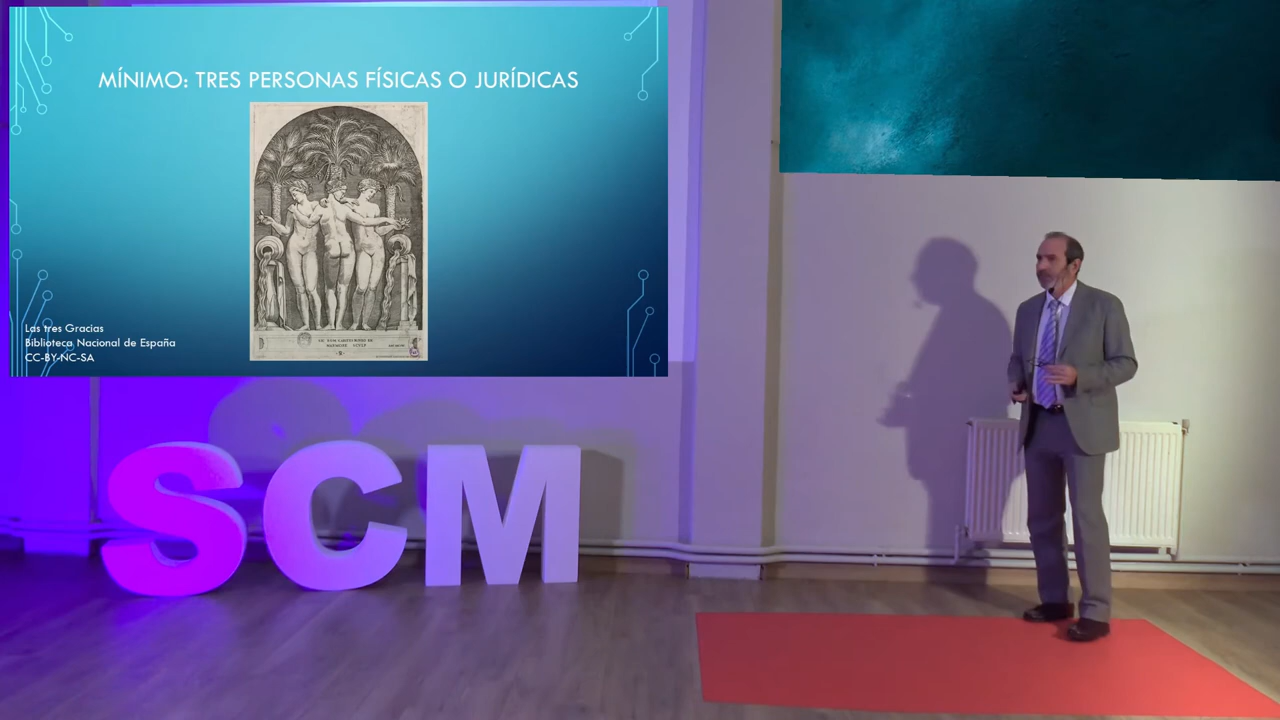 MÍNIMO: TRES PERSONAS FÍSICAS O JURÍDICAS
Las tres Gracias
Biblioteca Nacional de España
CC-BY-NC-SA
SCM